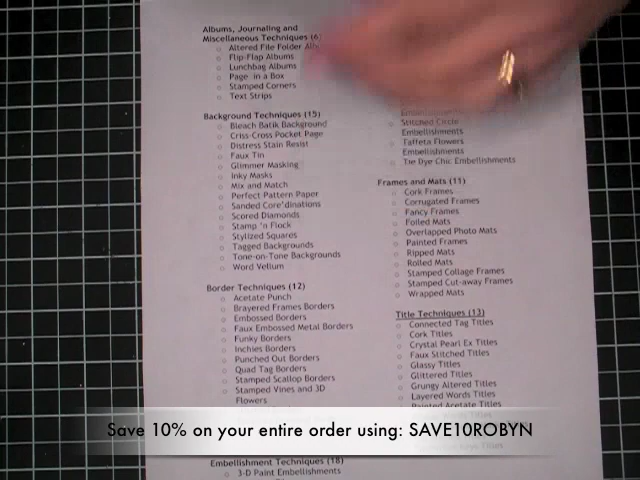 Albums, Journaling and
Miscellaneous Techniques (6)
Altered File Folder
Flip-Flap Albums
Lunchbag Albums
Page in a Box
Stamped Corners
Text Strips
Background Techniques (15)
Bleach Batik Background
Criss-Cross Pocket Page
Distress Stain Resist
Faux Tin
Glimmer Masking
Inky Masks
Mix and Match
Perfect Pattern Paper
Sanded Core'dinations
Scored Diamonds
Stamp 'n Flock
Stylized Squares
Tagged Backgrounds
Tone-on-Tone Backgrounds
Word Vellum
Border Techniques (12)
Acetate Punch
Brayered Frames Borders
Embossed Borders
Faux Embossed Metal Borders
Funky Borders
Inchies Borders
Punched Out Borders
Quad Tag Borders
Stamped Scallop Borders
Stamped Vines and 3D
Flowers
Embellishment Techniques (18)
3-D Paint Embellishments
Stitched Circle
Embellishments
Taffeta Flowers
Embellishments
Tie Dye Chic Embellishments
Frames and Mats (11)
Cork Frames
Corrugated Frames
Fancy Frames
Foiled Mats
Overlapped Photo Mats
Painted Frames
Ripped Mats
Rolled Mats
Stamped Collage Frames
Stamped Cut-away Frames
Wrapped Mats
Title Techniques (13)
Connected Tag Titles
Cork Titles
Crystal Pearl Ex Titles
Faux Stitched Titles
Glassy Titles
Glittered Titles
Grungy Altered Titles
Layered Words Titles
Painted Acetate Titles
Save 10% on your entire order using: SAVE10ROBYN